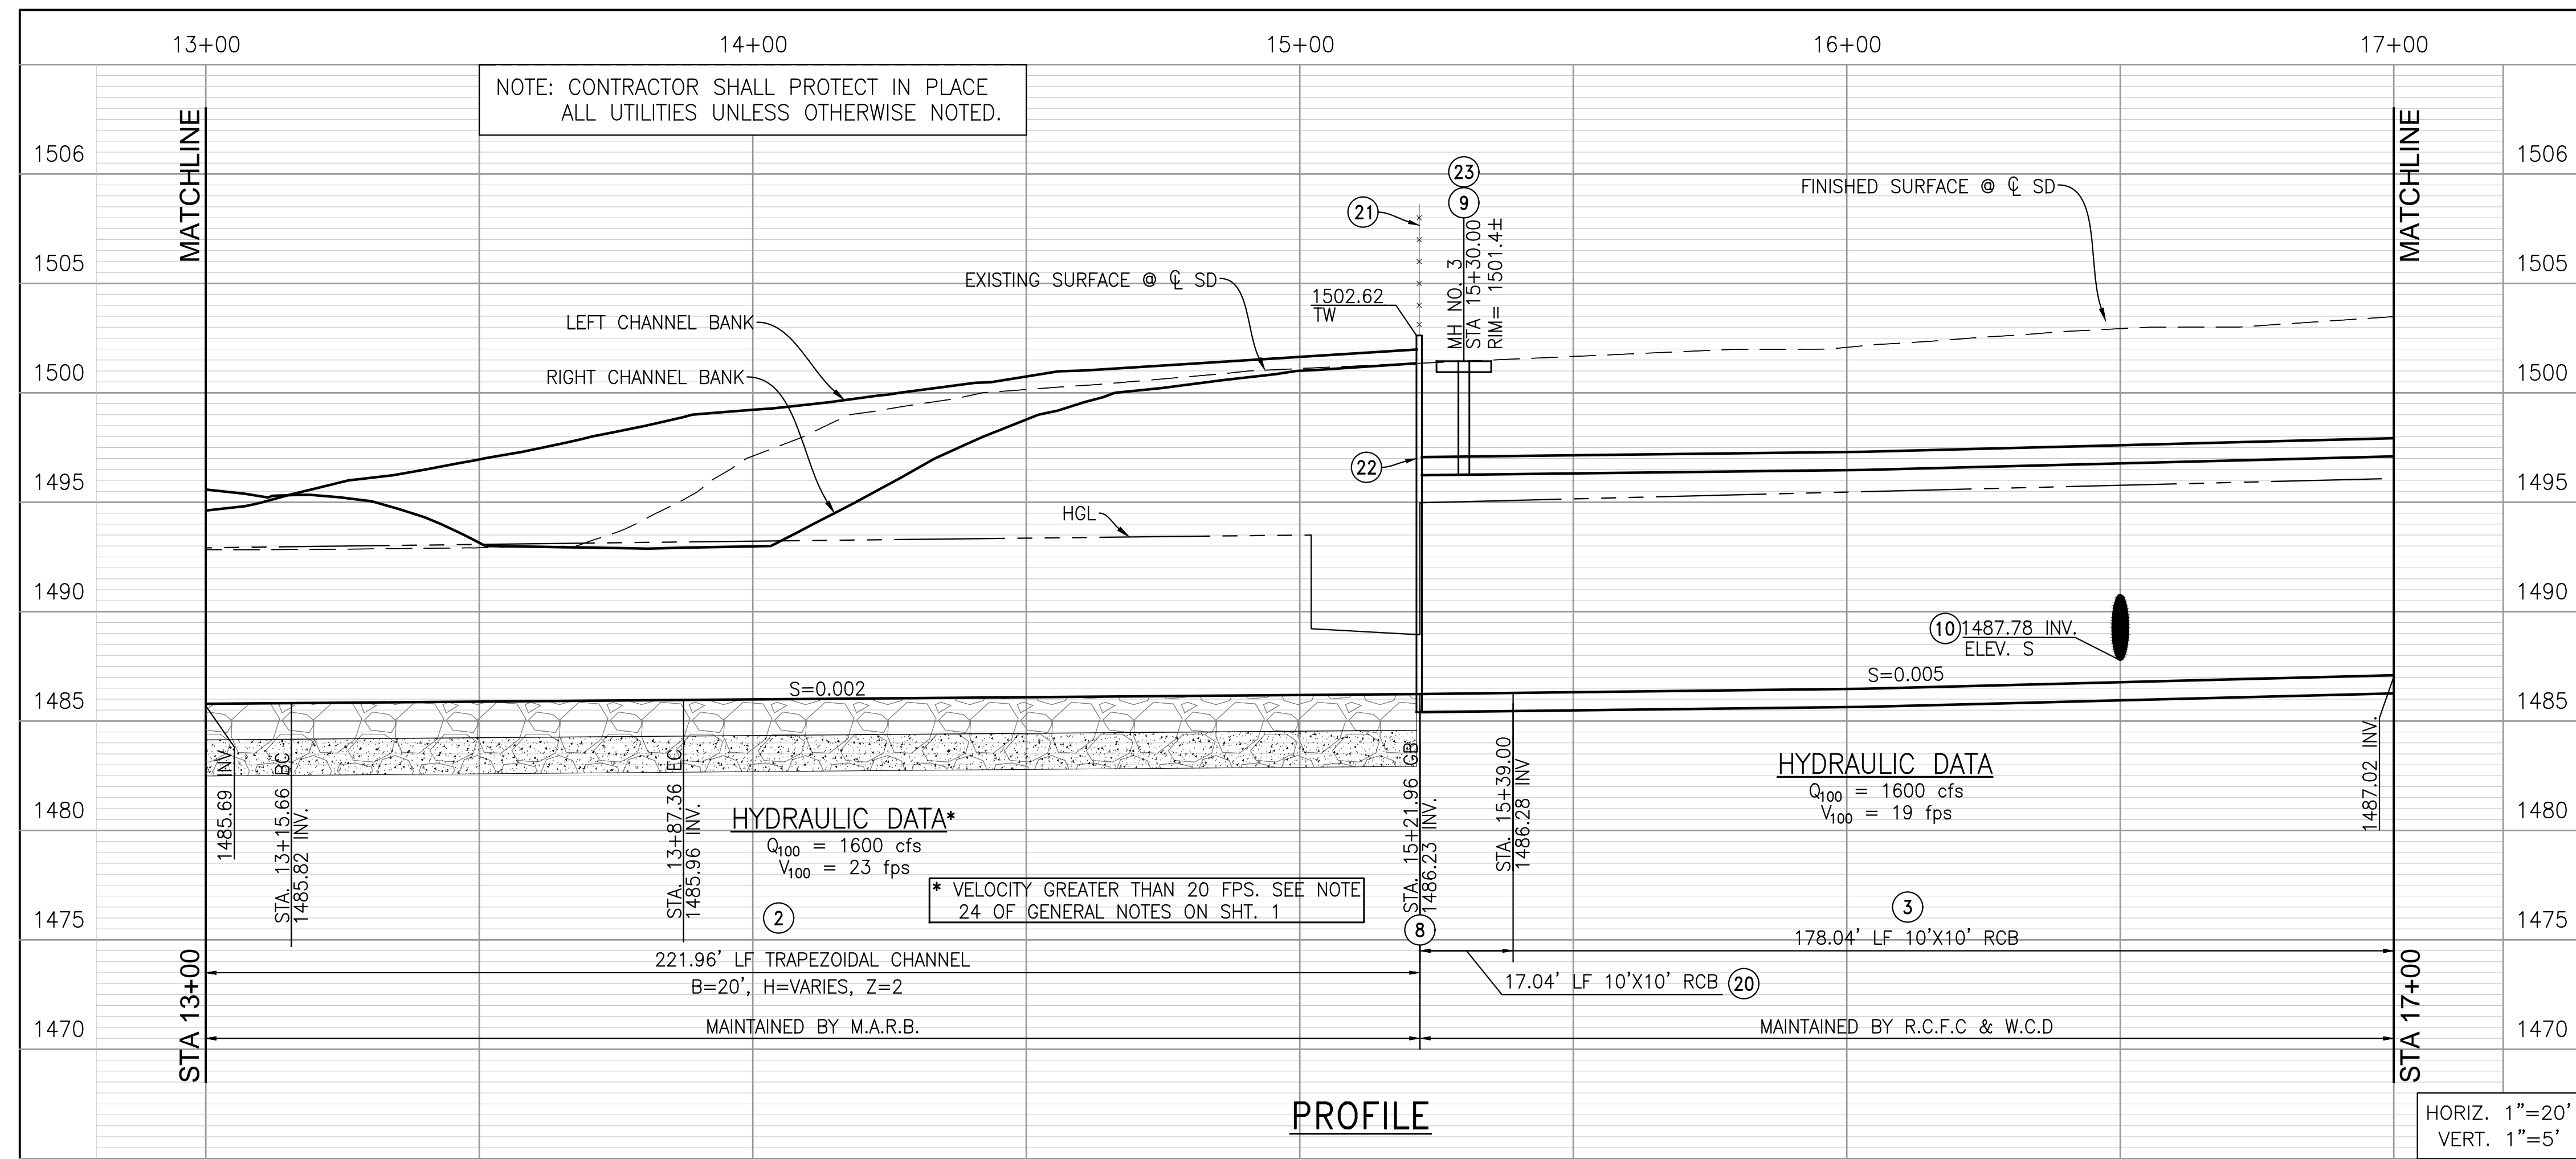 13+00 14+00 15+00 16+00 17+00
NOTE: CONTRACTOR SHALL PROTECT IN PLACE
ALL UTILITIES UNLESS OTHERWISE NOTED.
MATCHLINE
MATCHLINE
1506
1505
1500
1495
1490
1485
1480
1475
1470
1506
1505
1500
1495
1490
1485
1480
1475
1470
23
9
21
MH NO. 3
STA 15+30.00
RIM= 1501.4±
FINISHED SURFACE @ ℄ SD
EXISTING SURFACE @ ℄ SD
1502.62
TW
LEFT CHANNEL BANK
RIGHT CHANNEL BANK
22
HGL
10 1487.78 INV.
ELEV. S
S=0.002
S=0.005
1485.69 INV.
STA. 13+15.66 BC
1485.82 INV.
STA. 13+87.36 EC
1485.96 INV.
HYDRAULIC DATA*
Q100 = 1600 cfs
V100 = 23 fps
* VELOCITY GREATER THAN 20 FPS. SEE NOTE
24 OF GENERAL NOTES ON SHT. 1
STA. 15+21.96 GB
1486.23 INV.
STA. 15+39.00
1486.28 INV
HYDRAULIC DATA
Q100 = 1600 cfs
V100 = 19 fps
1487.02 INV.
2
8
3
221.96' LF TRAPEZOIDAL CHANNEL
B=20', H=VARIES, Z=2
178.04' LF 10'X10' RCB
17.04' LF 10'X10' RCB 20
MAINTAINED BY M.A.R.B.
MAINTAINED BY R.C.F.C & W.C.D
STA 13+00
STA 17+00
PROFILE
HORIZ. 1"=20'
VERT. 1"=5'